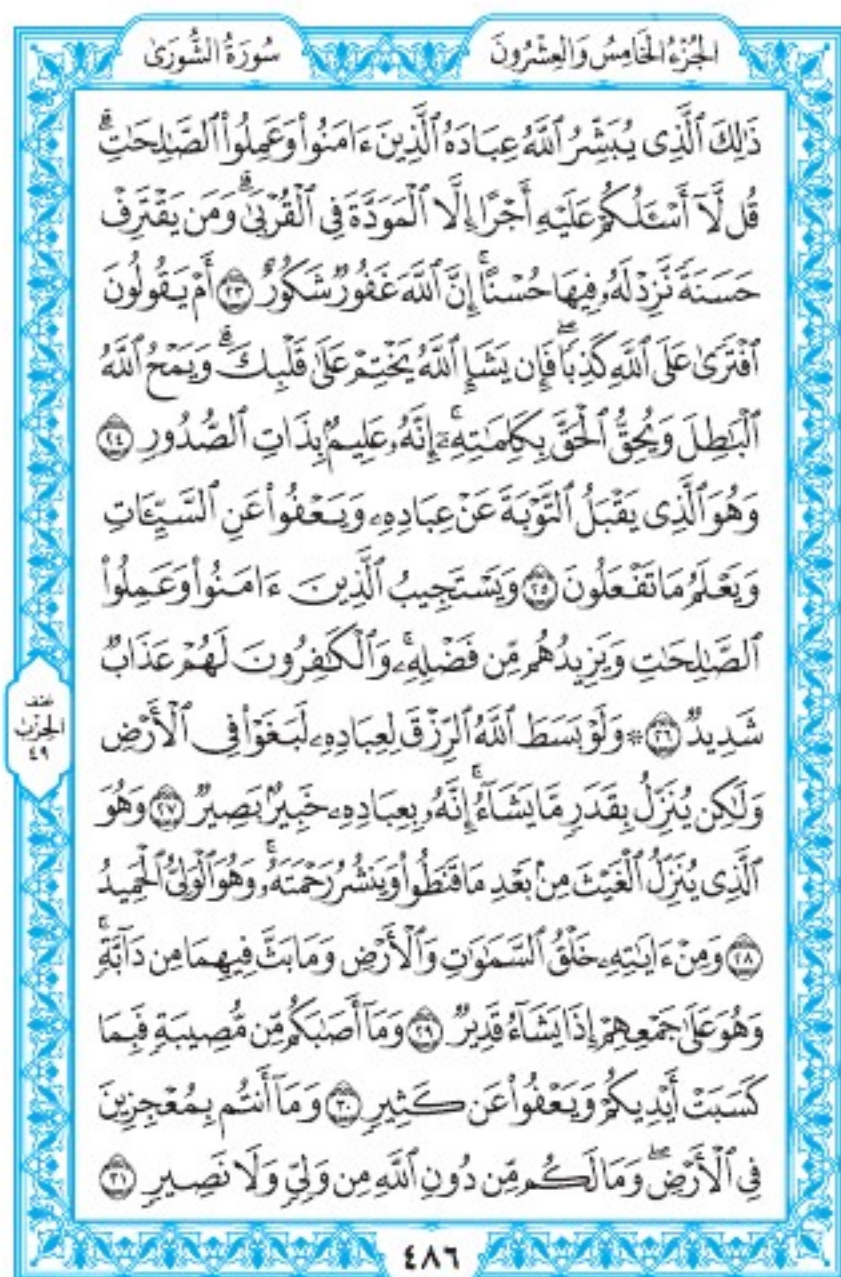 الجُزْءُ الخَامِسُ وَالعِشْرُونَ
سُورَةُ الشُّورَىٰ
ذَٰلِكَ ٱلَّذِى يُبَشِّرُ ٱللَّهُ عِبَادَهُ ٱلَّذِينَ ءَامَنُوا۟ وَعَمِلُوا۟ ٱلصَّٰلِحَٰتِۗ
قُل لَّآ أَسْـَٔلُكُمْ عَلَيْهِ أَجْرًا إِلَّا ٱلْمَوَدَّةَ فِى ٱلْقُرْبَىٰۗ وَمَن يَقْتَرِفْ
حَسَنَةً نَّزِدْ لَهُۥ فِيهَا حُسْنًاۚ إِنَّ ٱللَّهَ غَفُورٌ شَكُورٌ ٢٣ أَمْ يَقُولُونَ
ٱفْتَرَىٰ عَلَى ٱللَّهِ كَذِبًاۖ فَإِن يَشَإِ ٱللَّهُ يَخْتِمْ عَلَىٰ قَلْبِكَۗ وَيَمْحُ ٱللَّهُ
ٱلْبَٰطِلَ وَيُحِقُّ ٱلْحَقَّ بِكَلِمَٰتِهِۦٓۚ إِنَّهُۥ عَلِيمٌۢ بِذَاتِ ٱلصُّدُورِ ٢٤
وَهُوَ ٱلَّذِى يَقْبَلُ ٱلتَّوْبَةَ عَنْ عِبَادِهِۦ وَيَعْفُوا۟ عَنِ ٱلسَّيِّـَٔاتِ
وَيَعْلَمُ مَا تَفْعَلُونَ ٢٥ وَيَسْتَجِيبُ ٱلَّذِينَ ءَامَنُوا۟ وَعَمِلُوا۟
ٱلصَّٰلِحَٰتِ وَيَزِيدُهُم مِّن فَضْلِهِۦۚ وَٱلْكَٰفِرُونَ لَهُمْ عَذَابٌ
شَدِيدٌ ٢٦ ۞ وَلَوْ بَسَطَ ٱللَّهُ ٱلرِّزْقَ لِعِبَادِهِۦ لَبَغَوْا۟ فِى ٱلْأَرْضِ
وَلَٰكِن يُنَزِّلُ بِقَدَرٍ مَّا يَشَآءُۚ إِنَّهُۥ بِعِبَادِهِۦ خَبِيرٌۢ بَصِيرٌ ٢٧ وَهُوَ
ٱلَّذِى يُنَزِّلُ ٱلْغَيْثَ مِنۢ بَعْدِ مَا قَنَطُوا۟ وَيَنشُرُ رَحْمَتَهُۥۚ وَهُوَ ٱلْوَلِىُّ ٱلْحَمِيدُ
٢٨ وَمِنْ ءَايَٰتِهِۦ خَلْقُ ٱلسَّمَٰوَٰتِ وَٱلْأَرْضِ وَمَا بَثَّ فِيهِمَا مِن دَآبَّةٍۚ
وَهُوَ عَلَىٰ جَمْعِهِمْ إِذَا يَشَآءُ قَدِيرٌ ٢٩ وَمَآ أَصَٰبَكُم مِّن مُّصِيبَةٍ فَبِمَا
كَسَبَتْ أَيْدِيكُمْ وَيَعْفُوا۟ عَن كَثِيرٍ ٣٠ وَمَآ أَنتُم بِمُعْجِزِينَ
فِى ٱلْأَرْضِۖ وَمَا لَكُم مِّن دُونِ ٱللَّهِ مِن وَلِىٍّ وَلَا نَصِيرٍ ٣١
الحِزْب
٤٩
٤٨٦